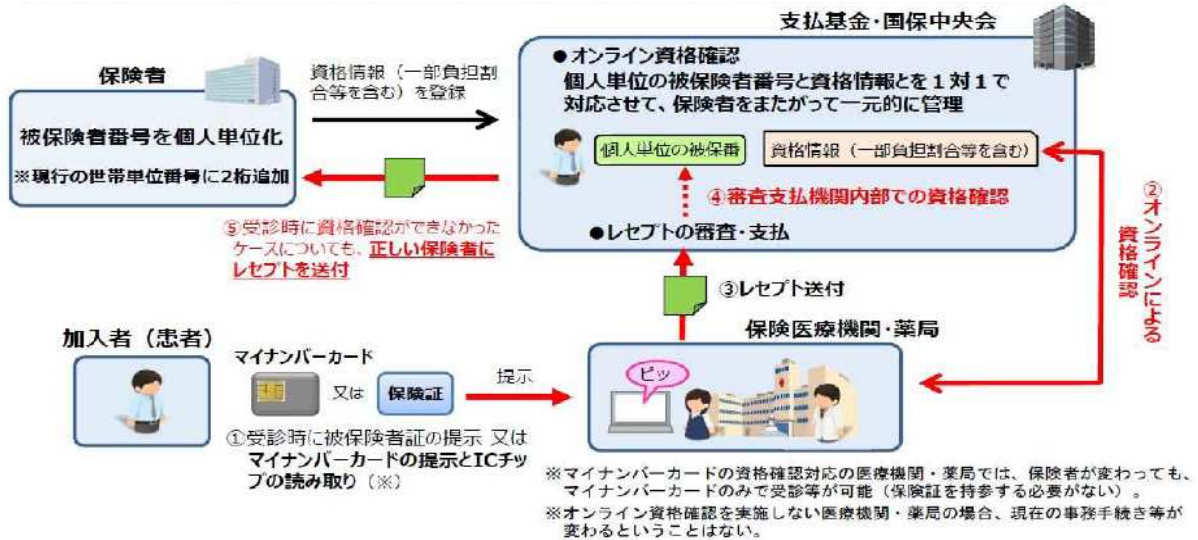 支払基金・国保中央会
●オンライン資格確認
個人単位の被保険者番号と資格情報とを１対１で
対応させて、保険者をまたがって一元的に管理
個人単位の被保番
資格情報（一部負担割合等を含む）
④審査支払機関内部での資格確認
●レセプトの審査・支払
保険者
被保険者番号を個人単位化
※現行の世帯単位番号に2桁追加
資格情報（一部負担割
合等を含む）を登録
⑤受診時に資格確認ができなかった
ケースについても、正しい保険者に
レセプトを送付
②オンラインによる
資格確認
③レセプト送付
保険医療機関・薬局
ピッ
加入者（患者）
マイナンバーカード
又は
保険証
提示
①受診時に被保険者証の提示 又は
マイナンバーカードの提示とICチッ
プの読み取り（※）
※マイナンバーカードの資格確認対応の医療機関・薬局では、保険者が変わっても、
マイナンバーカードのみで受診等が可能（保険証を持参する必要がない）。
※オンライン資格確認を実施しない医療機関・薬局の場合、現在の事務手続き等が
変わるということはない。